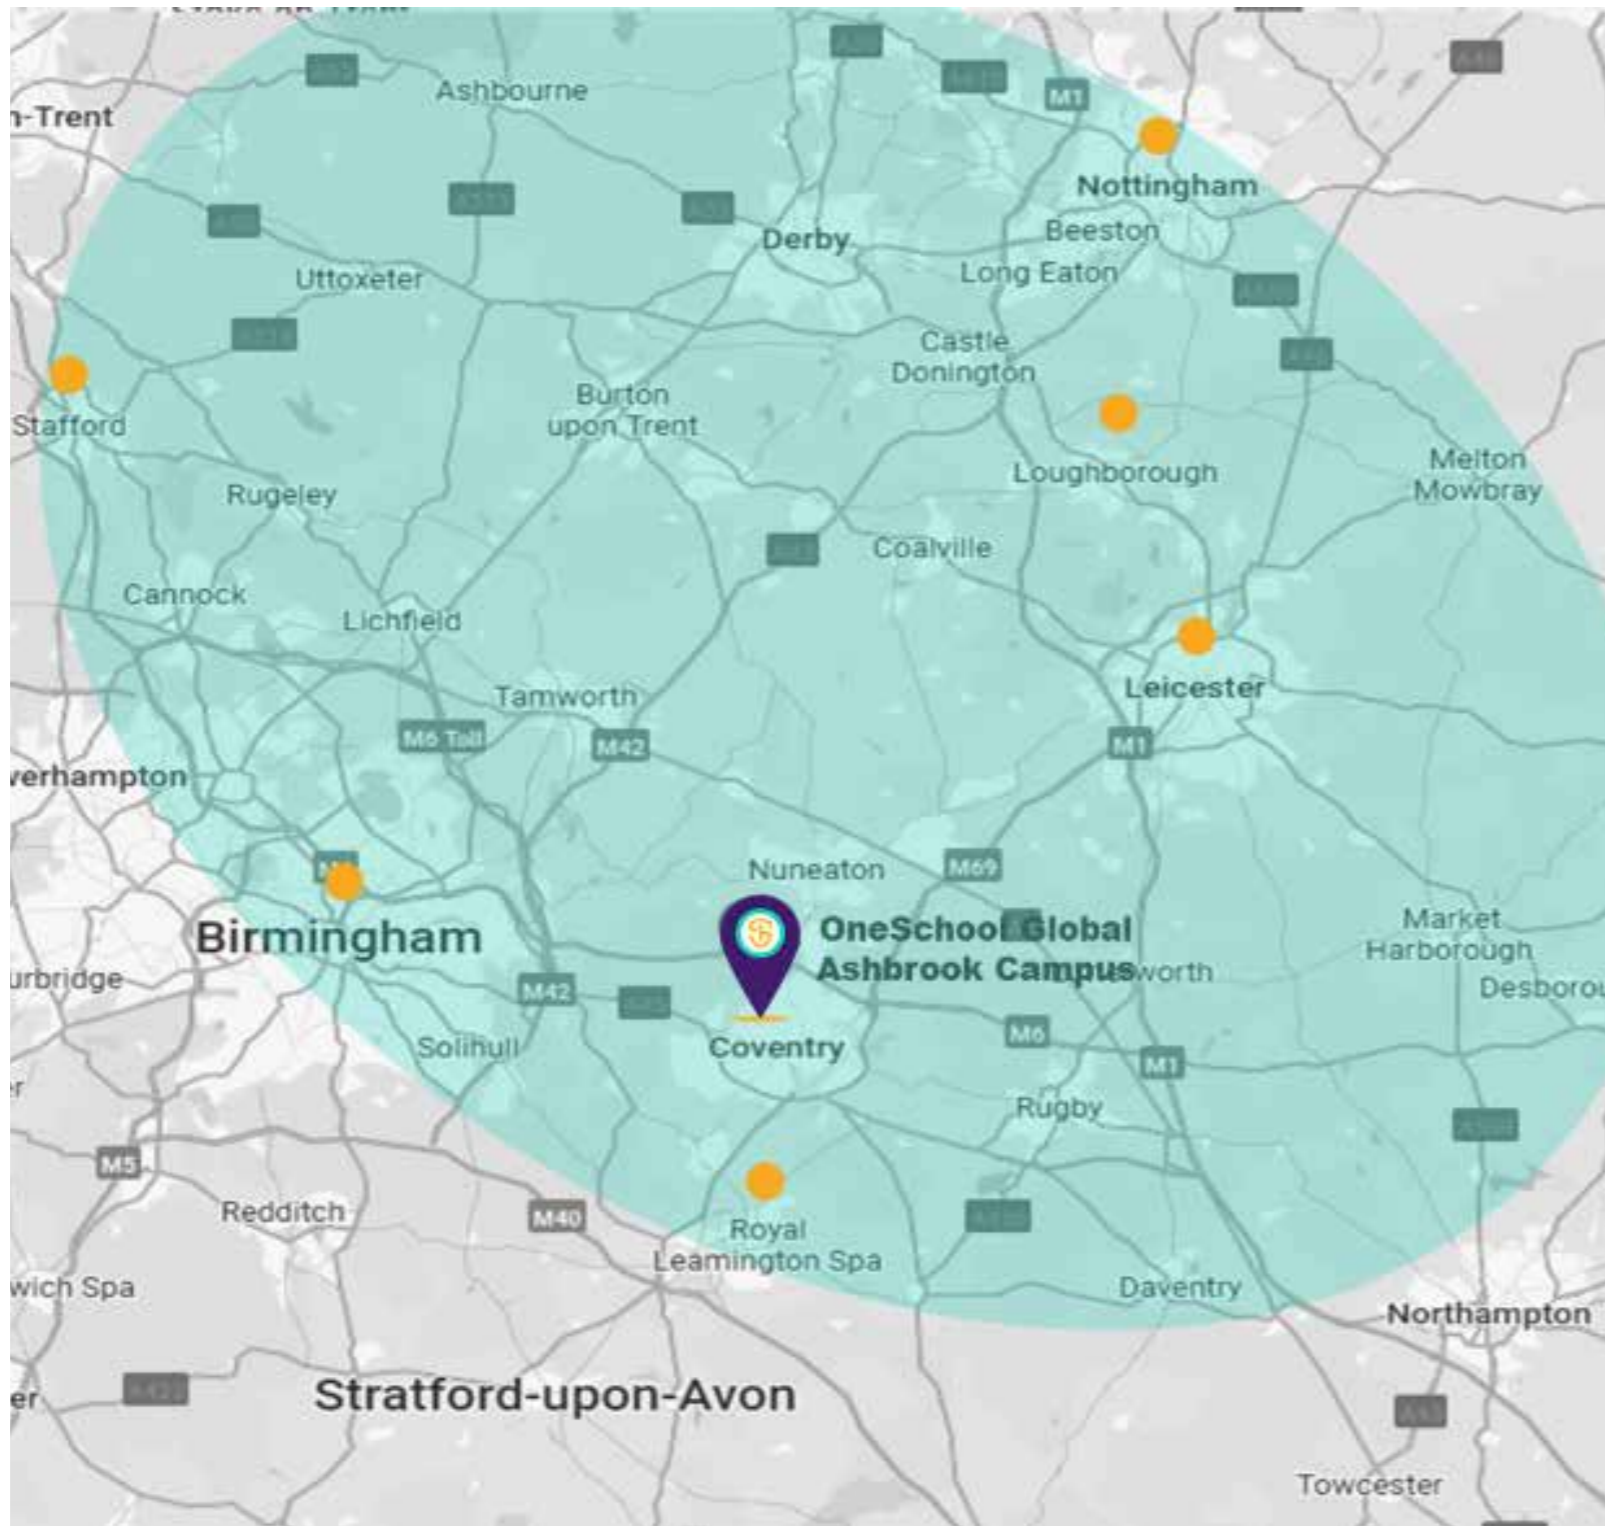 Ashbourne
M1
n-Trent
Nottingham
Beeston
Derby
Long Eaton
Uttoxeter
Castle
Donington
Burton
upon Trent
Stafford
Loughborough
Melton
Mowbray
Rugeley
Coalville
Cannock
Lichfield
Leicester
Tamworth
M6 Toll
M42
M1
verhampton
Nuneaton
M69
Birmingham
OneSchool Global
Ashbrook Campus
worth
Market
Harborough
urbridge
M42
Desborou
M6
Solihull
Coventry
M1
r
Rugby
M5
Redditch
M40
Royal
Leamington Spa
wich Spa
Daventry
Northampton
er
Stratford-upon-Avon
Towcester